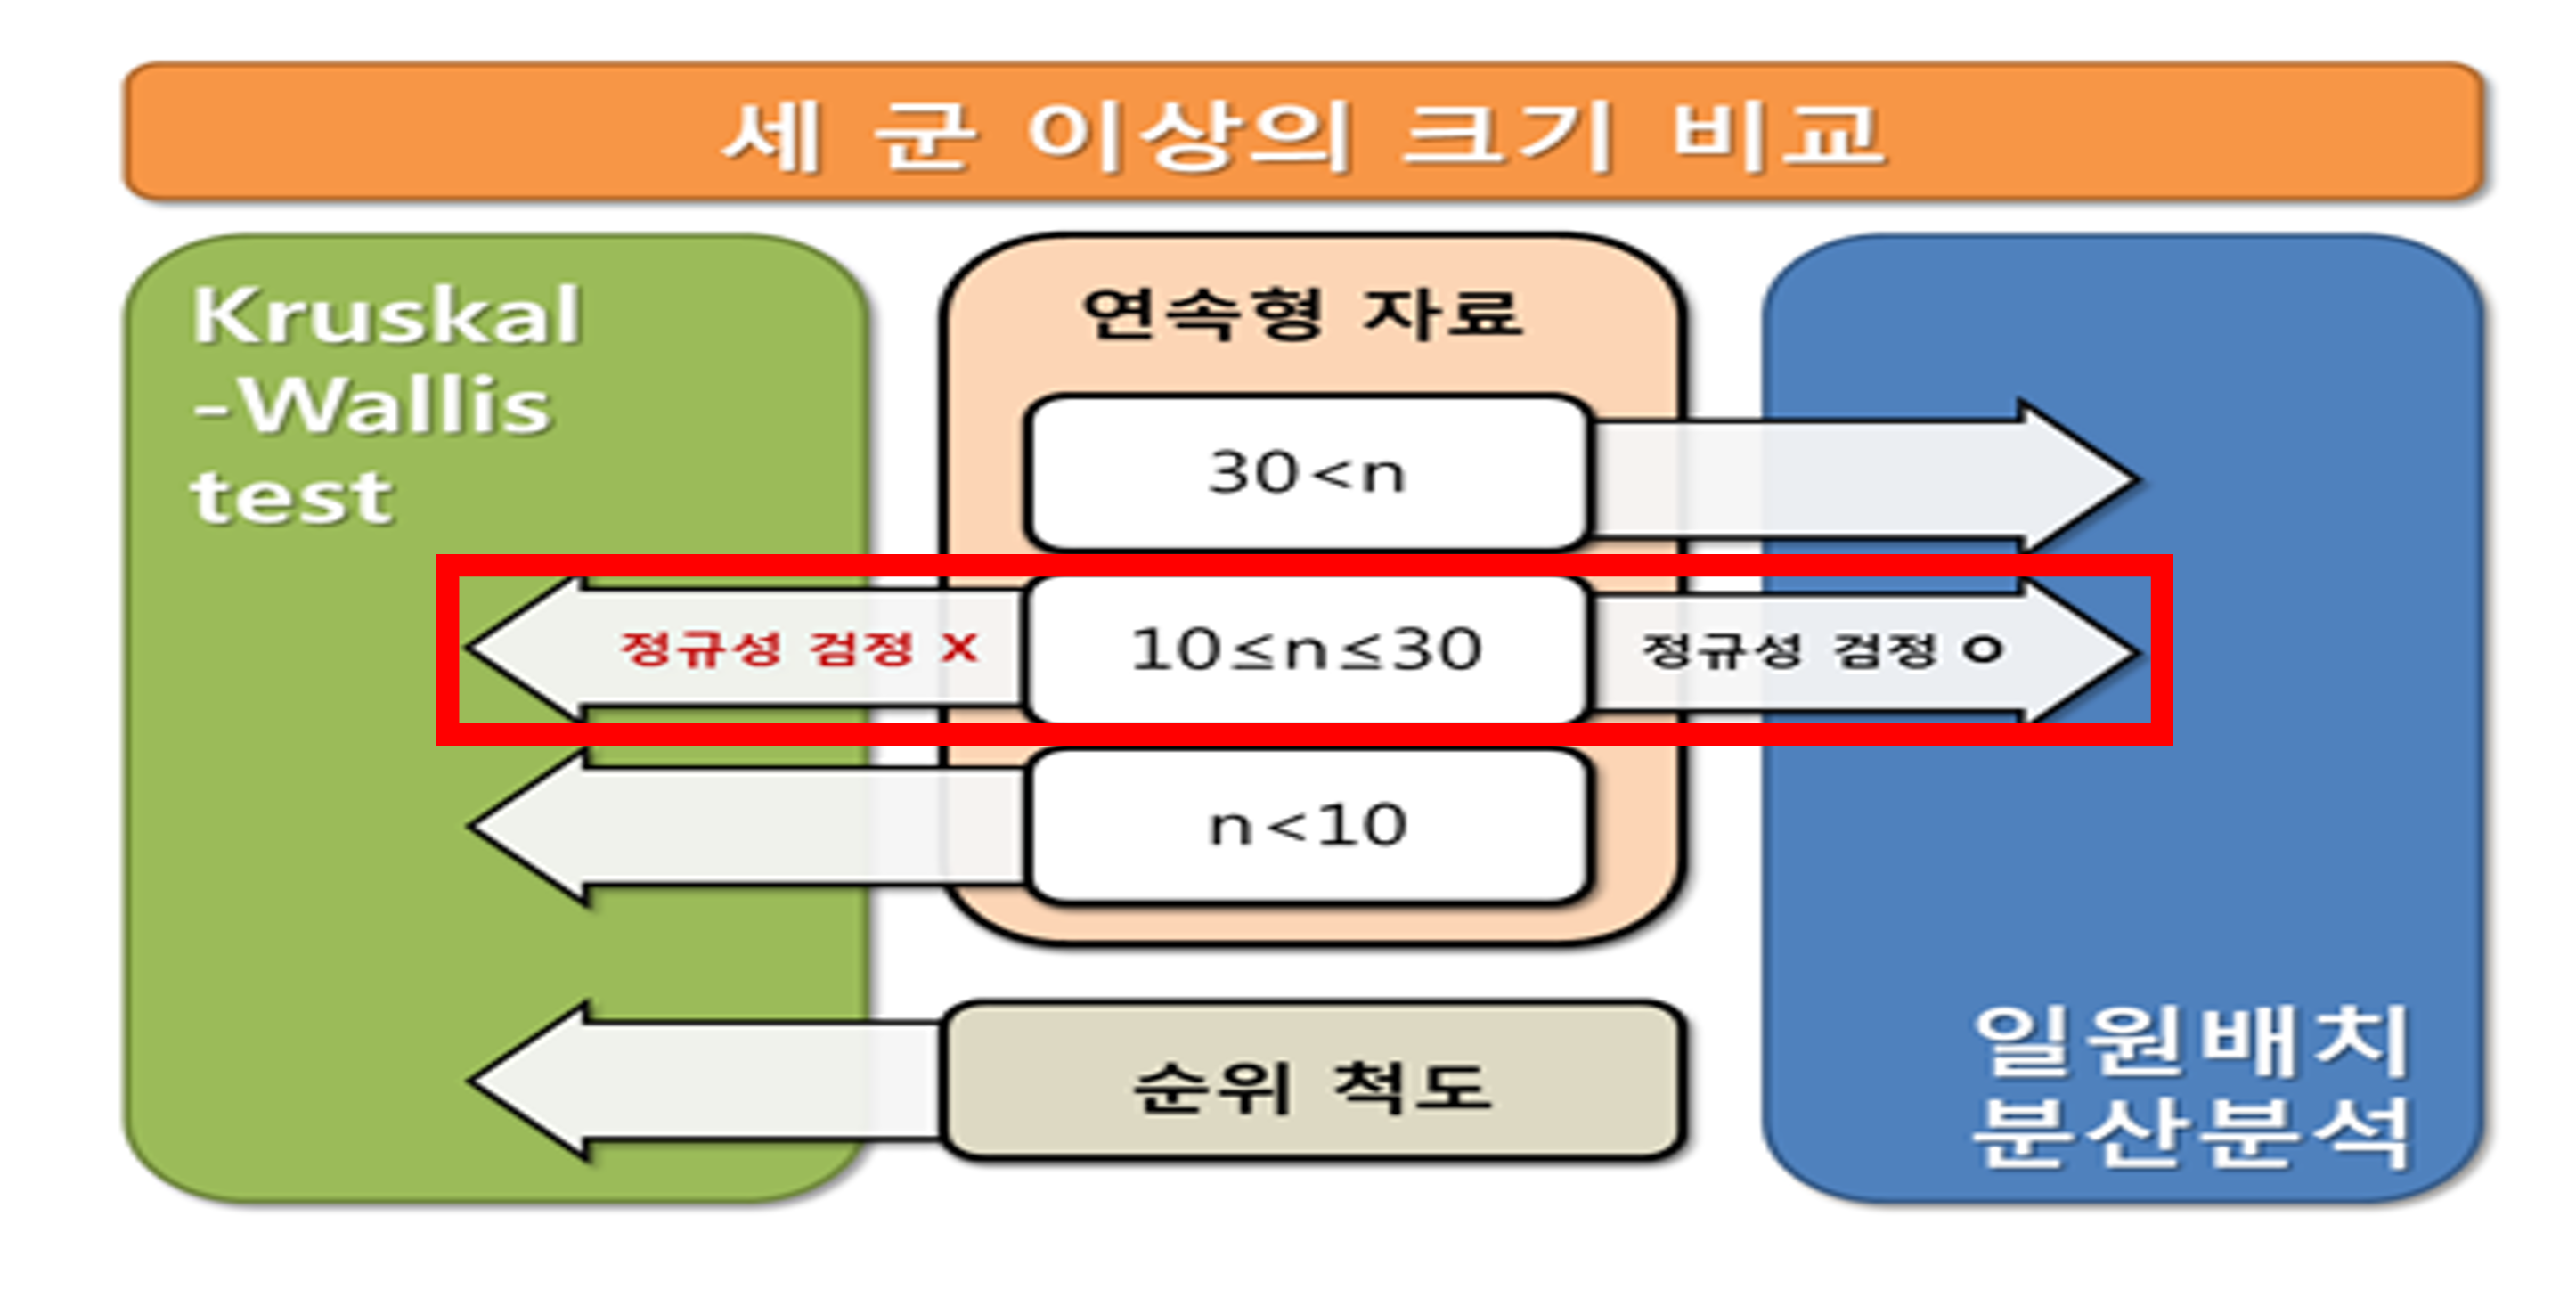 세 군 이상의 크기 비교
Kruskal
-Wallis
test
연속형 자료
30<n
정규성 검정 X
10≤n≤30
정규성 검정 O
n<10
순위 척도
일원배치
분산분석